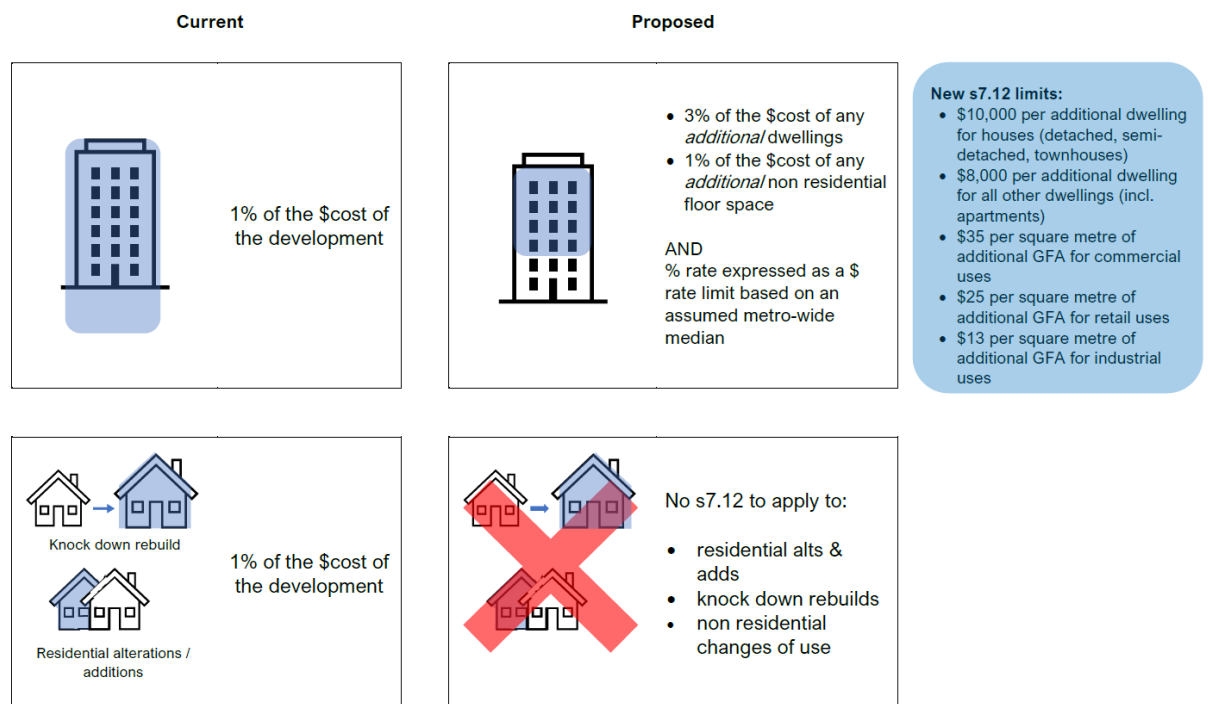 Current
Proposed
1% of the $cost of
the development
• 3% of the $cost of any
additional dwellings
• 1% of the $cost of any
additional non residential
floor space
AND
% rate expressed as a $
rate limit based on an
assumed metro-wide
median
New s7.12 limits:
• $10,000 per additional dwelling
for houses (detached, semi-
detached, townhouses)
• $8,000 per additional dwelling
for all other dwellings (incl.
apartments)
• $35 per square metre of
additional GFA for commercial
uses
• $25 per square metre of
additional GFA for retail uses
• $13 per square metre of
additional GFA for industrial
uses
Knock down rebuild
Residential alterations /
additions
1% of the $cost of
the development
No s7.12 to apply to:
• residential alts &
adds
• knock down rebuilds
• non residential
changes of use